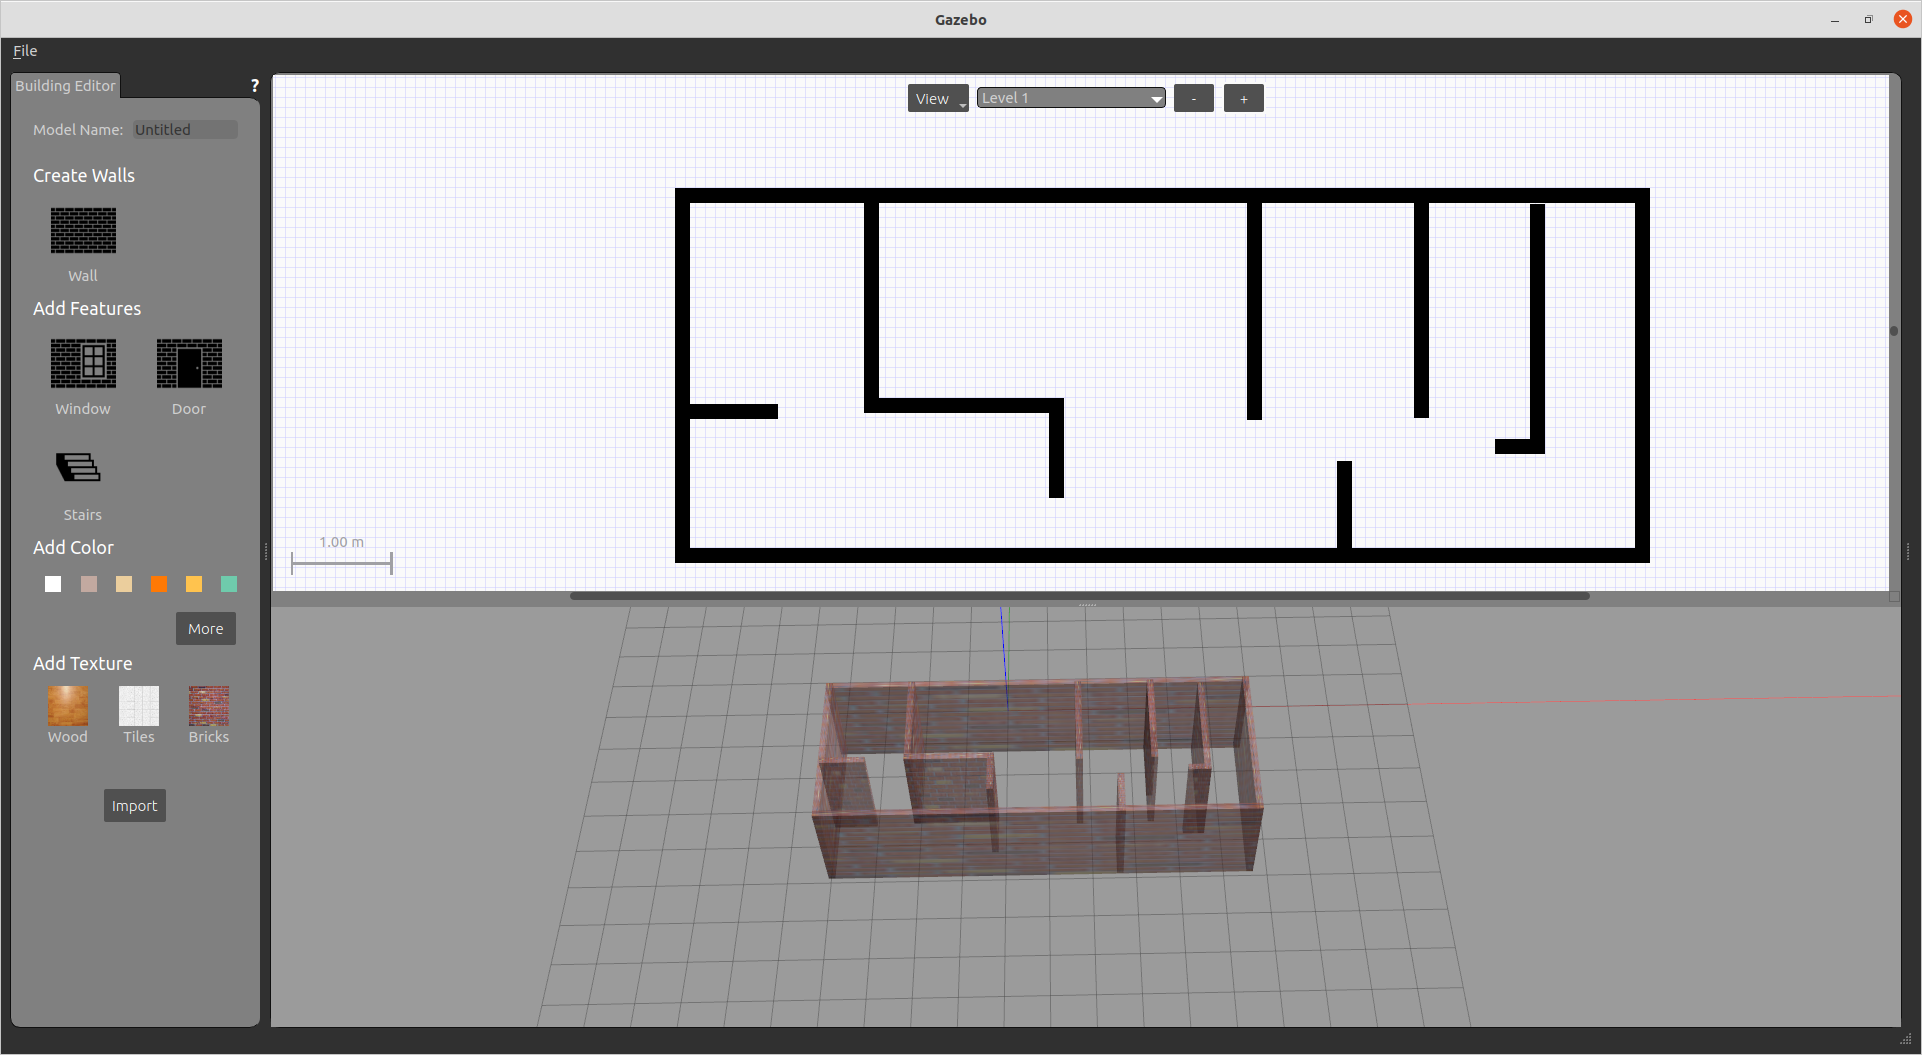 Gazebo
File
Building Editor
?
Model Name: Untitled
Create Walls
Wall
Add Features
Window
Door
Stairs
Add Color
More
Add Texture
Wood
Tiles
Bricks
Import
View
Level 1
-
+
1.00 m